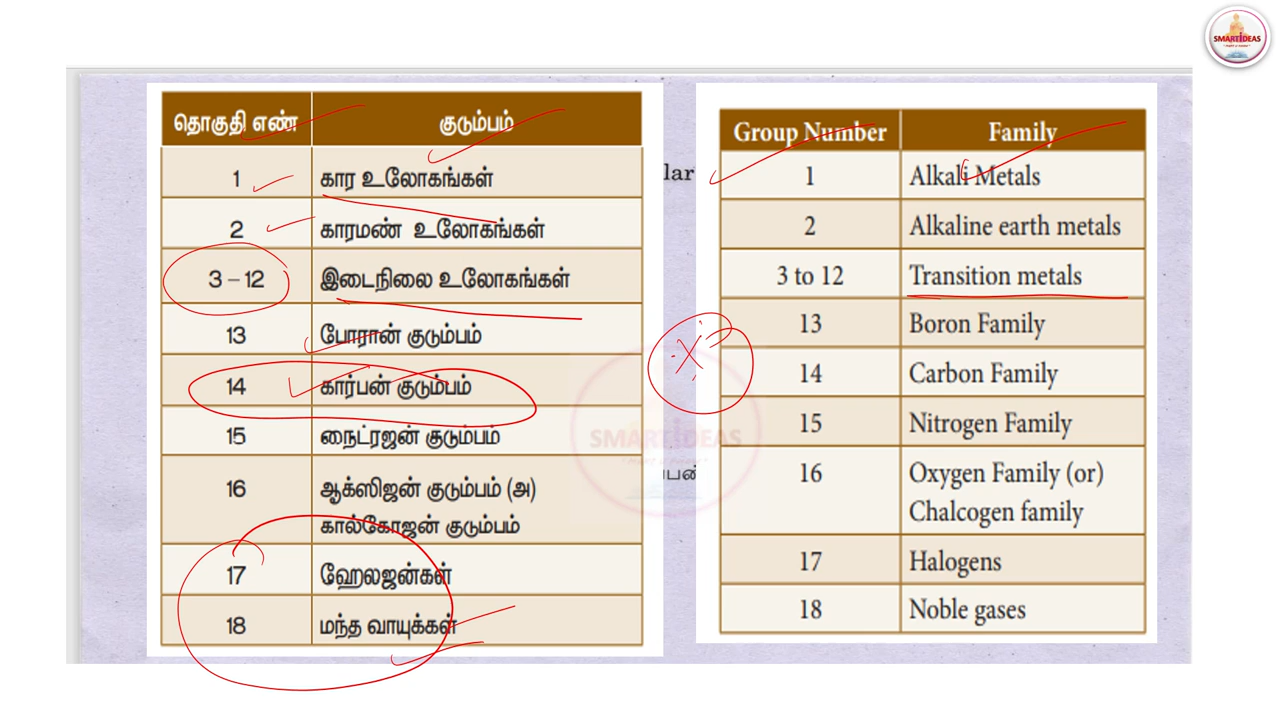 SMARTIDEAS
தொகுதி எண் குடும்பம்
1 கார உலோகங்கள்
2 காரமண் உலோகங்கள்
3 – 12 இடைநிலை உலோகங்கள்
13 போரான் குடும்பம்
14 கார்பன் குடும்பம்
15 நைட்ரஜன் குடும்பம்
16 ஆக்ஸிஜன் குடும்பம் (அ)
கால்கோஜன் குடும்பம்
17 ஹேலஜன்கள்
18 மந்த வாயுக்கள்
lar
SMARTIDEAS
Group Number Family
1 Alkali Metals
2 Alkaline earth metals
3 to 12 Transition metals
13 Boron Family
14 Carbon Family
15 Nitrogen Family
16 Oxygen Family (or)
Chalcogen family
17 Halogens
18 Noble gases